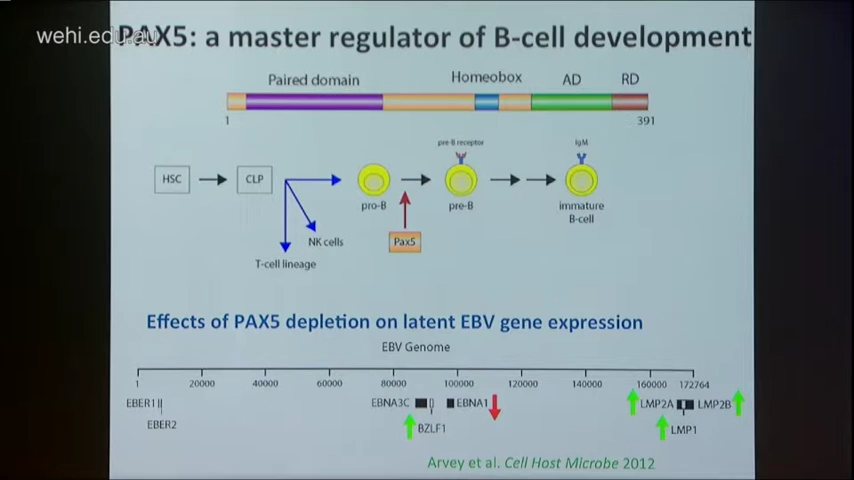 wehi.edu.au
PAX5: a master regulator of B-cell development
Paired domain Homeobox AD RD
1 391
pre-B receptor IgM
HSC CLP
pro-B pre-B immature
B-cell
NK cells Pax5
T-cell lineage
Effects of PAX5 depletion on latent EBV gene expression
EBV Genome
1 20000 40000 60000 80000 100000 120000 140000 160000 172764
EBER1 EBNA3C EBNA1 LMP2A LMP2B
EBER2 BZLF1 LMP1
Arvey et al. Cell Host Microbe 2012